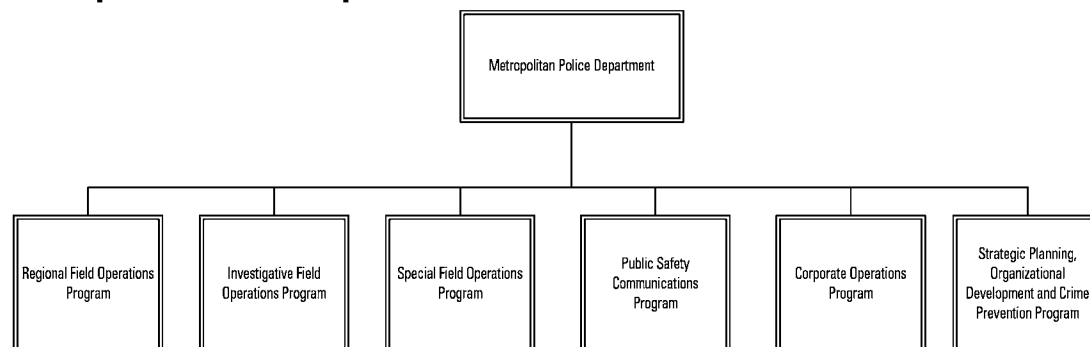 Metropolitan Police Department
Regional Field Operations
Program
Investigative Field
Operations Program
Special Field Operations
Program
Public Safety
Communications
Program
Corporate Operations
Program
Strategic Planning,
Organizational
Development and Crime
Prevention Program